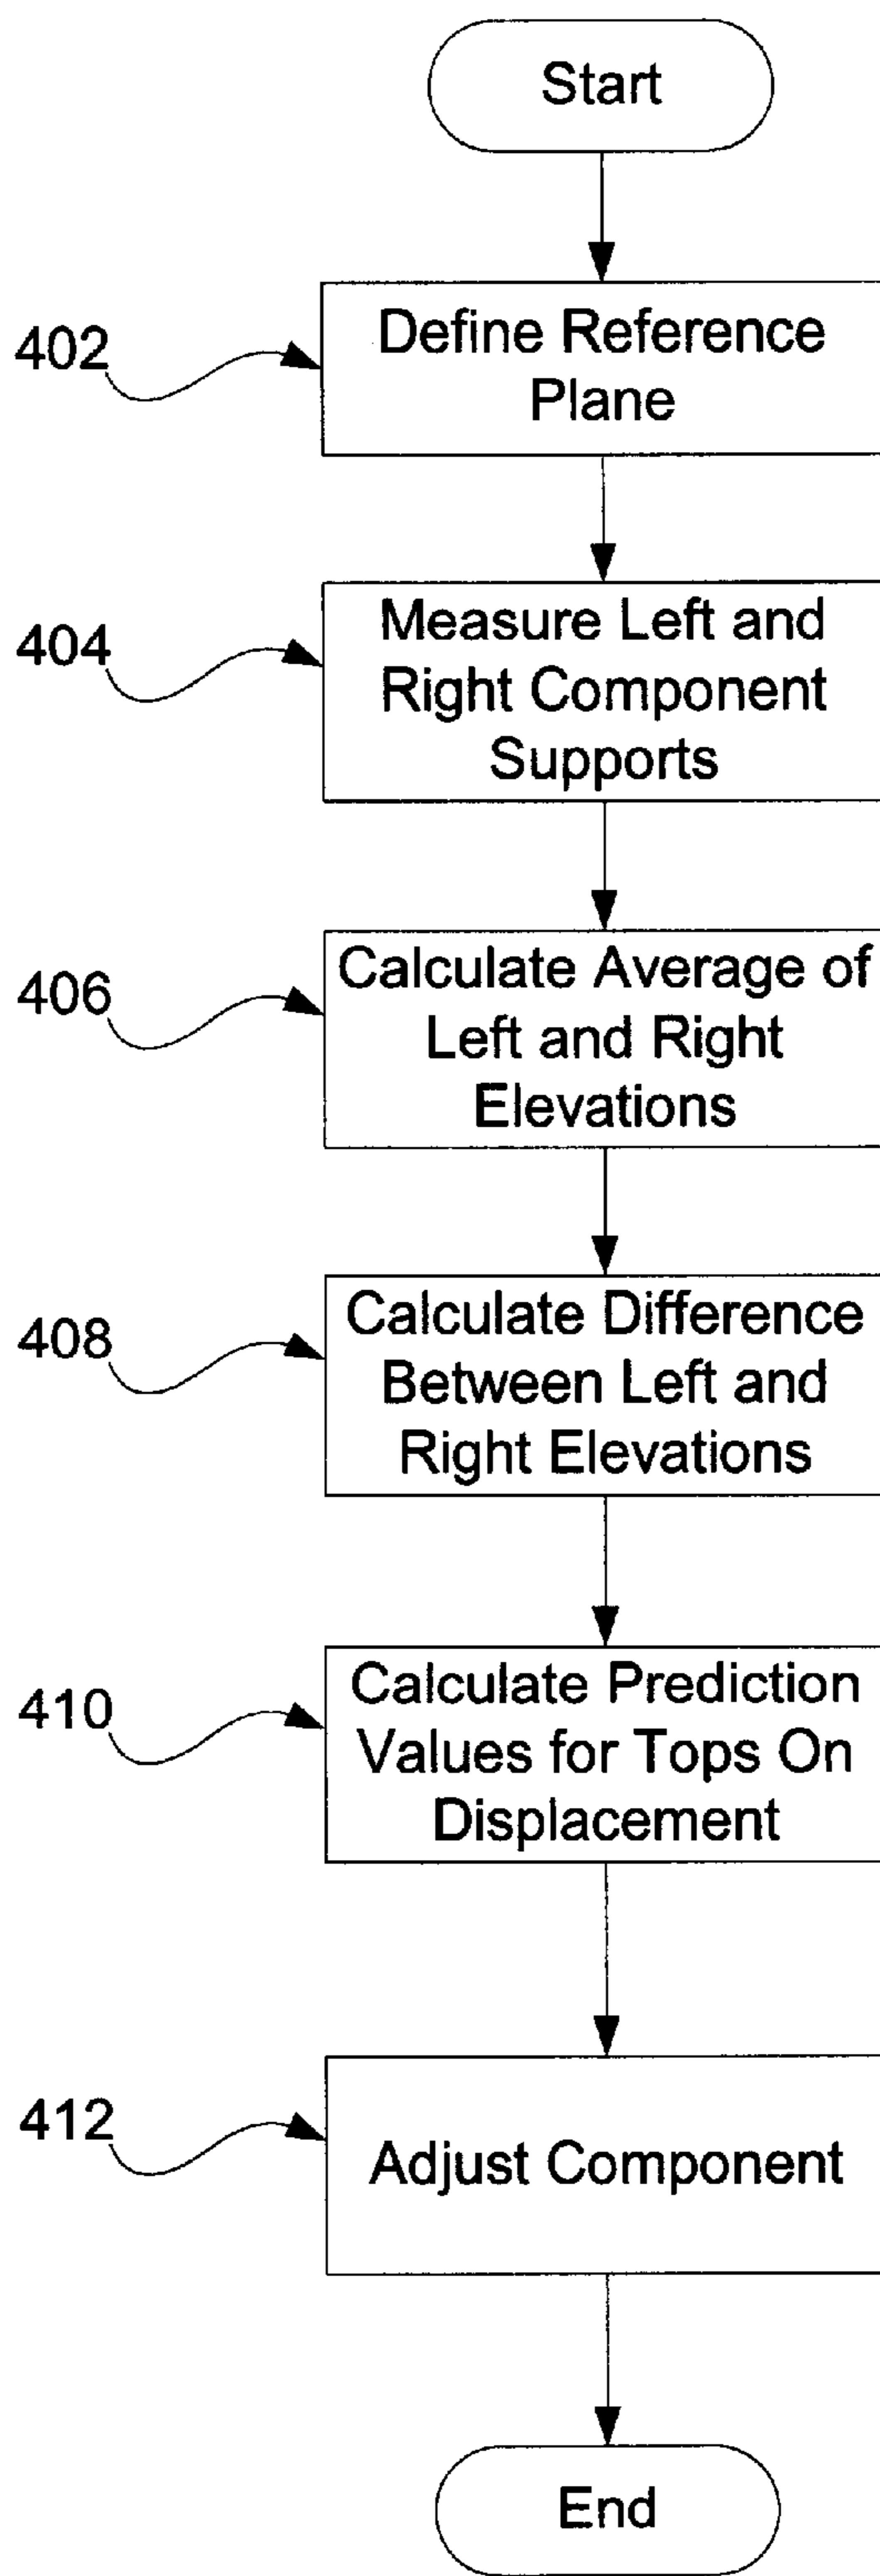 Start
402
Define Reference
Plane
404
Measure Left and
Right Component
Supports
406
Calculate Average of
Left and Right
Elevations
408
Calculate Difference
Between Left and
Right Elevations
410
Calculate Prediction
Values for Tops On
Displacement
412
Adjust Component
End